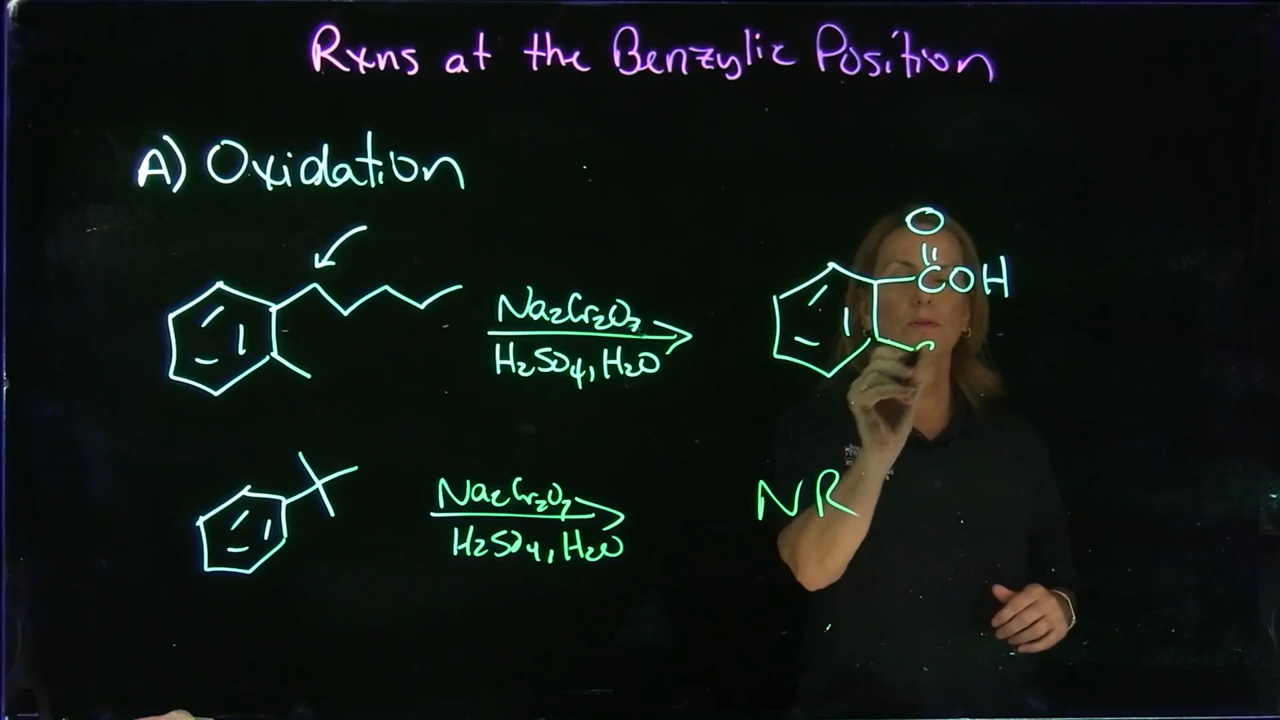 Rxns at the Benzylic Position
A) Oxidation
O
Na₂Cr₂O₇
COH
H₂SO₄, H₂O
Na₂Cr₂O₇
NR
H₂SO₄, H₂O